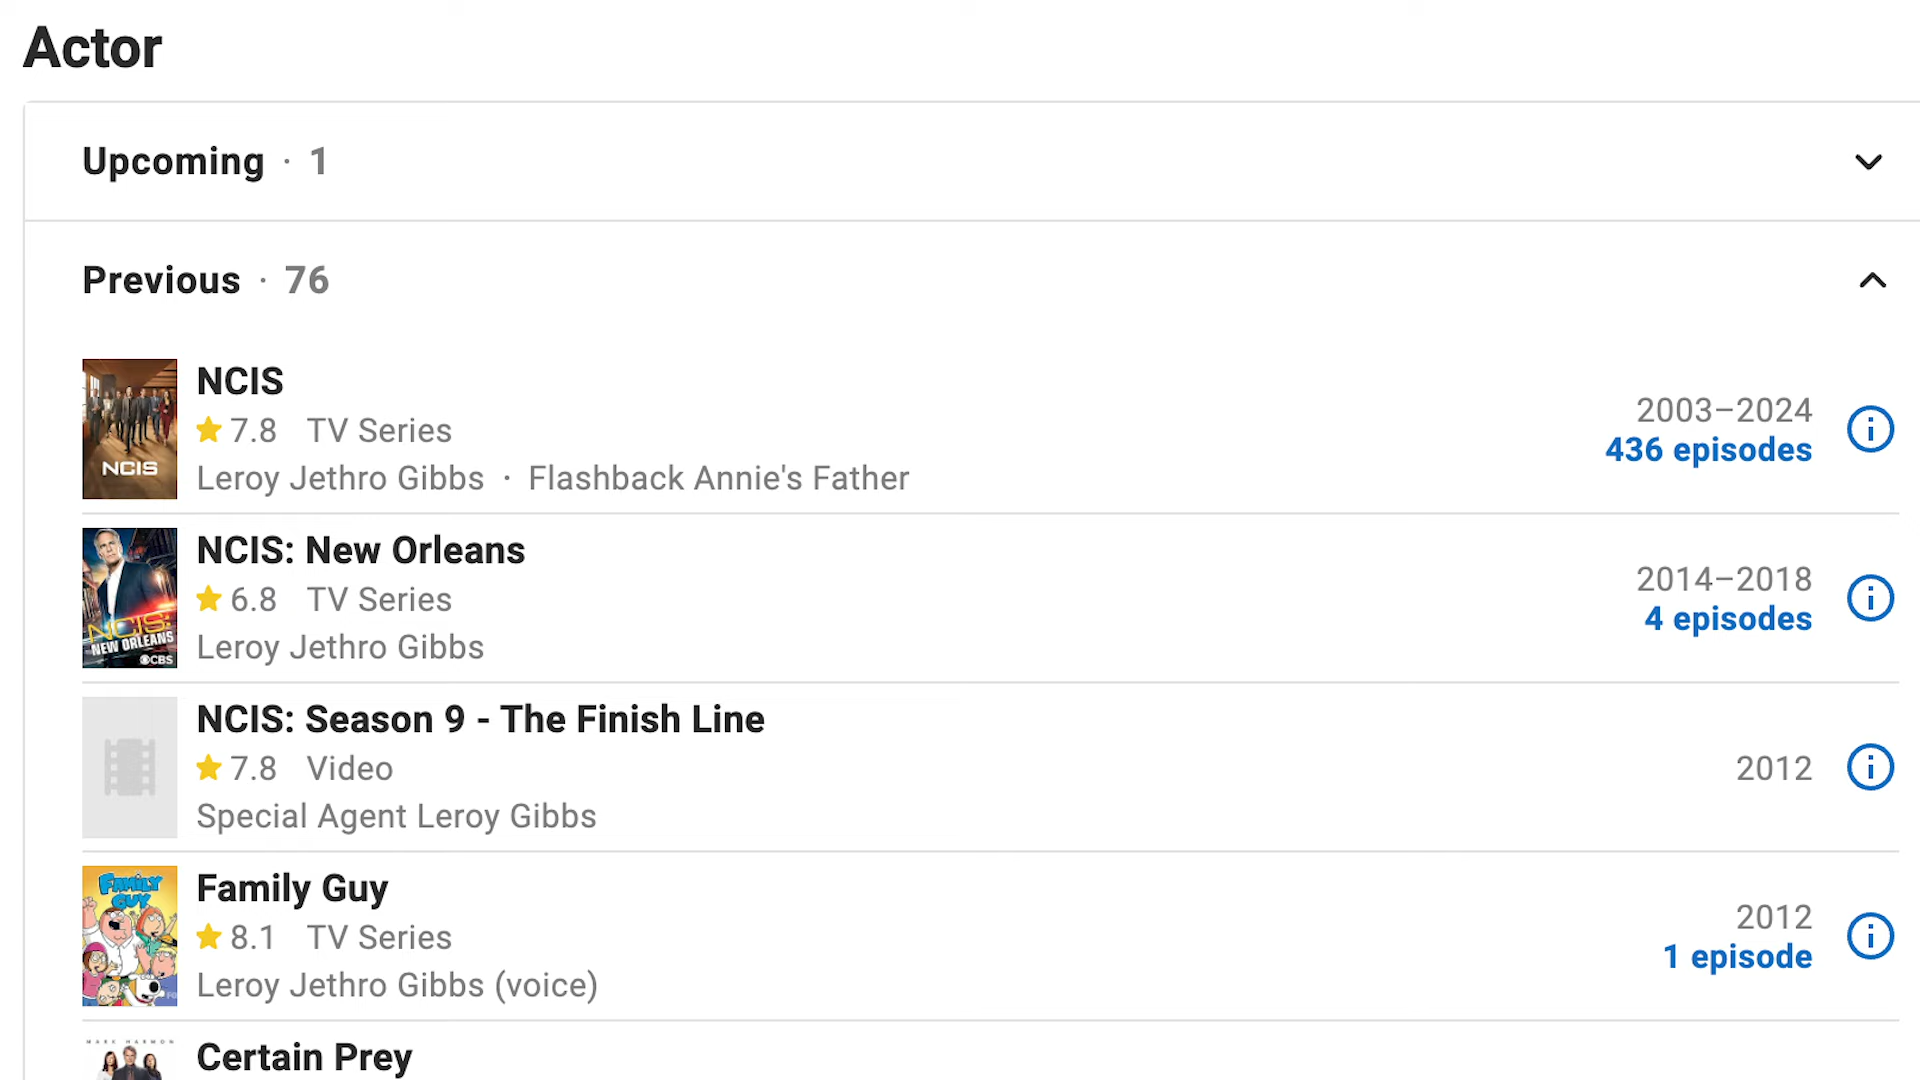 Actor
Upcoming · 1
Previous · 76
NCIS
NCIS
7.8 TV Series
2003–2024
436 episodes
Leroy Jethro Gibbs · Flashback Annie's Father
NCIS:
NEW ORLEANS
CBS
NCIS: New Orleans
6.8 TV Series
2014–2018
4 episodes
Leroy Jethro Gibbs
NCIS: Season 9 - The Finish Line
7.8 Video
2012
Special Agent Leroy Gibbs
FAMILY
GUY
Family Guy
8.1 TV Series
2012
1 episode
Leroy Jethro Gibbs (voice)
MARK HARMON
Certain Prey